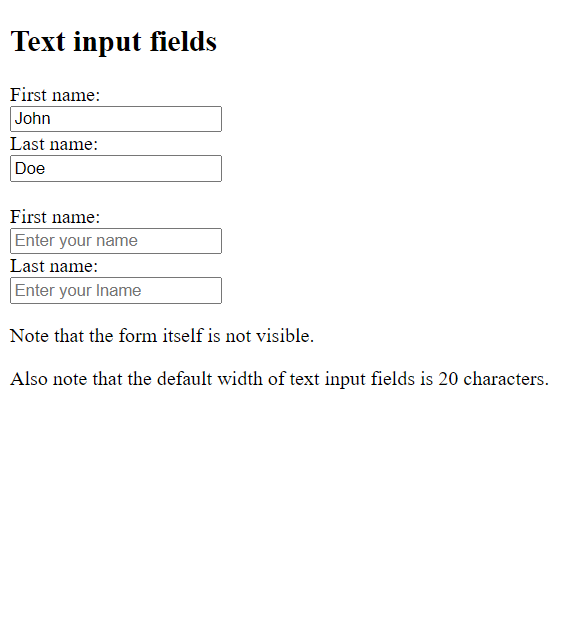 Text input fields
First name:
John
Last name:
Doe
First name:
Enter your name
Last name:
Enter your lname
Note that the form itself is not visible.
Also note that the default width of text input fields is 20 characters.